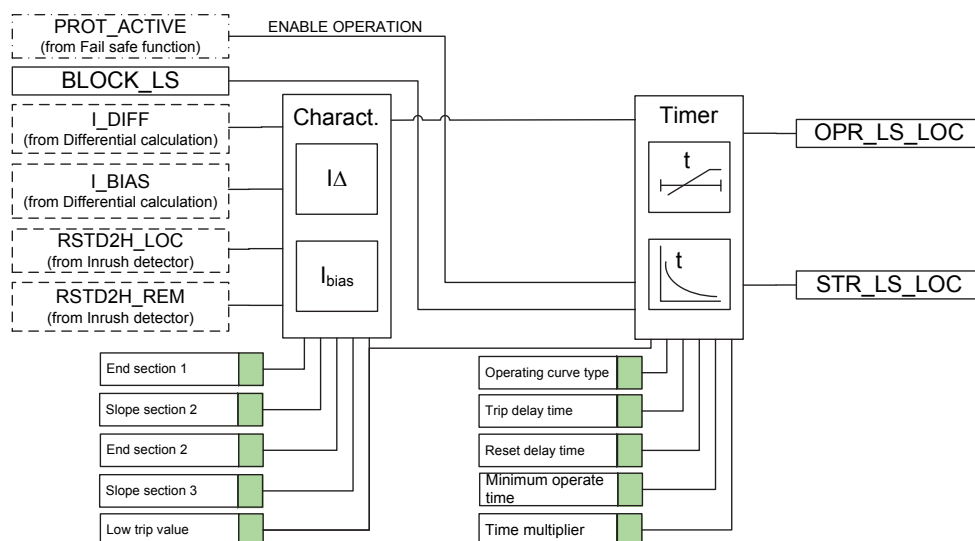 PROT_ACTIVE
(from Fail safe function)
ENABLE OPERATION
BLOCK_LS
I_DIFF
(from Differential calculation)
I_BIAS
(from Differential calculation)
RSTD2H_LOC
(from Inrush detector)
RSTD2H_REM
(from Inrush detector)
Charact.
I∆
Ibias
Timer
t
t
OPR_LS_LOC
STR_LS_LOC
End section 1
Slope section 2
End section 2
Slope section 3
Low trip value
Operating curve type
Trip delay time
Reset delay time
Minimum operate
time
Time multiplier